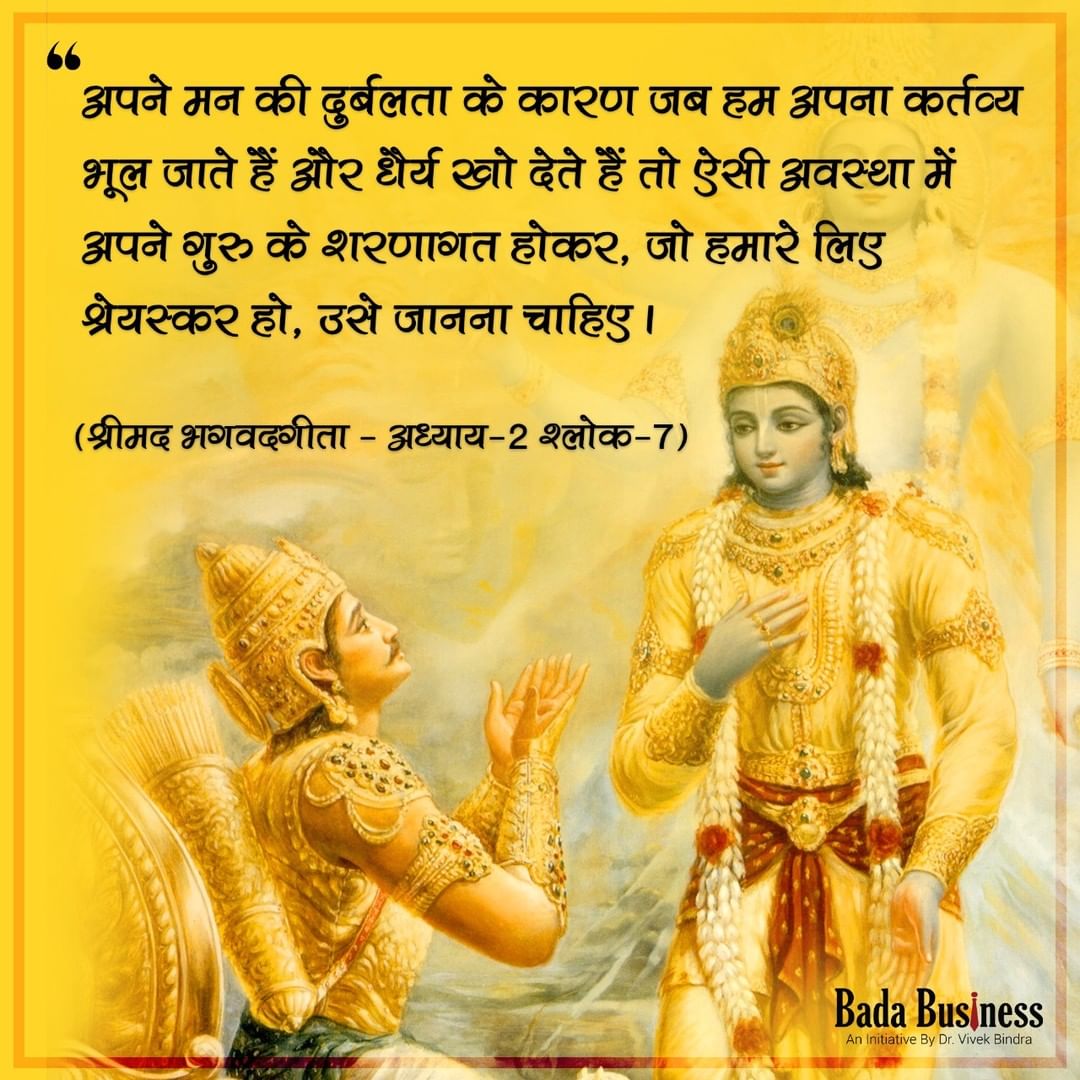 “
अपने मन की दुर्बलता के कारण जब हम अपना कर्तव्य
भूल जाते हैं और धैर्य खो देते हैं तो ऐसी अवस्था में
अपने गुरु के शरणागत होकर, जो हमारे लिए
श्रेयस्कर हो, उसे जानना चाहिए।
(श्रीमद भगवदगीता - अध्याय-2 श्लोक-7)
Bada Business
An Initiative By Dr. Vivek Bindra